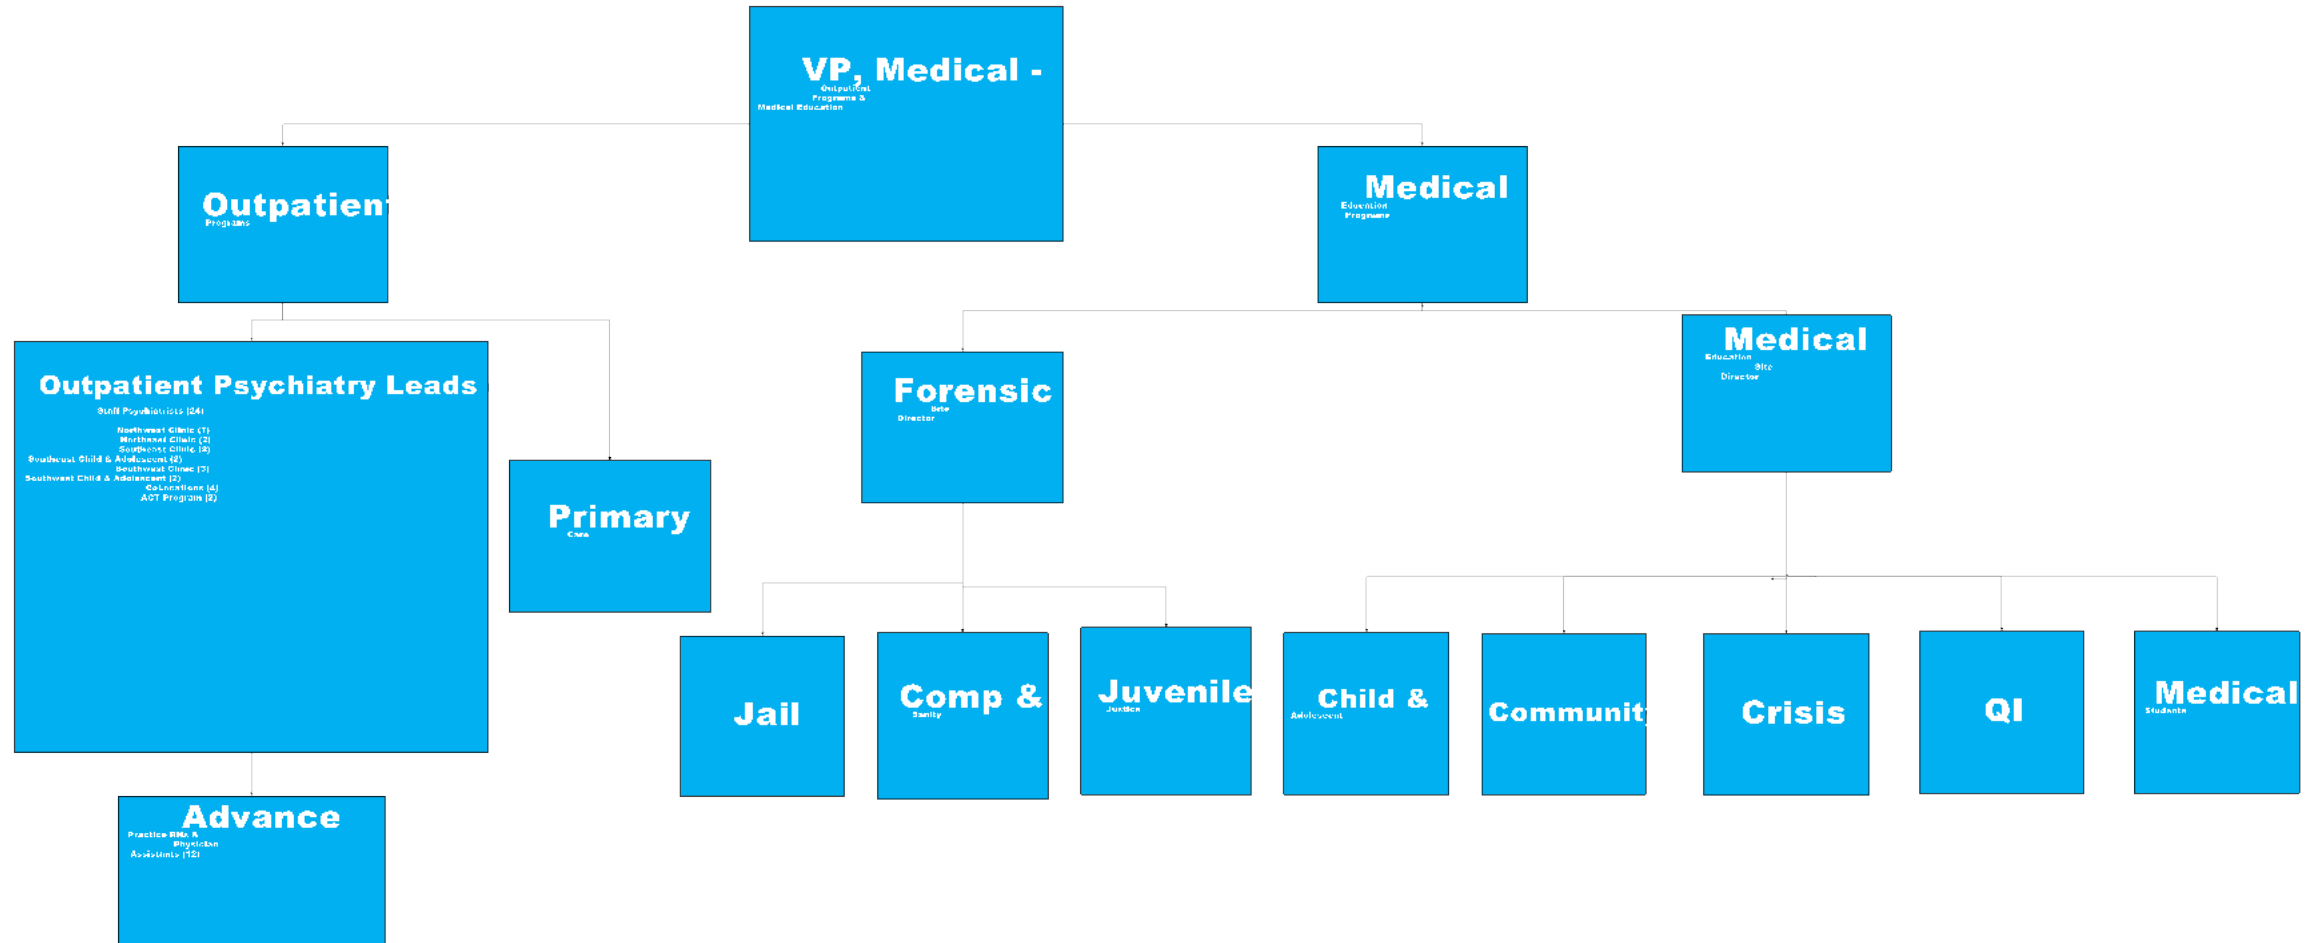 VP, Medical -
Outpatient
Programs &
Medical Education
Outpatien
Programs
Medical
Education
Programs
Outpatient Psychiatry Leads
Staff Psychiatrists (24)
Northwest Clinic (7)
Northeast Clinic (2)
Southeast Clinic
Southeast Child & Adolescent (2)
Southwest Clinic (3)
Southwest Child & Adolescent (2)
CoLocations (4)
ACT Program (2)
Primary
Care
Forensic
Site
Director
Medical
Education
Site
Director
Jail
Comp &
Sanity
Juvenile
Justice
Child &
Adolescent
Communit
Crisis
QI
Medical
Students
Advance
Practice RNs &
Physician
Assistants (12)